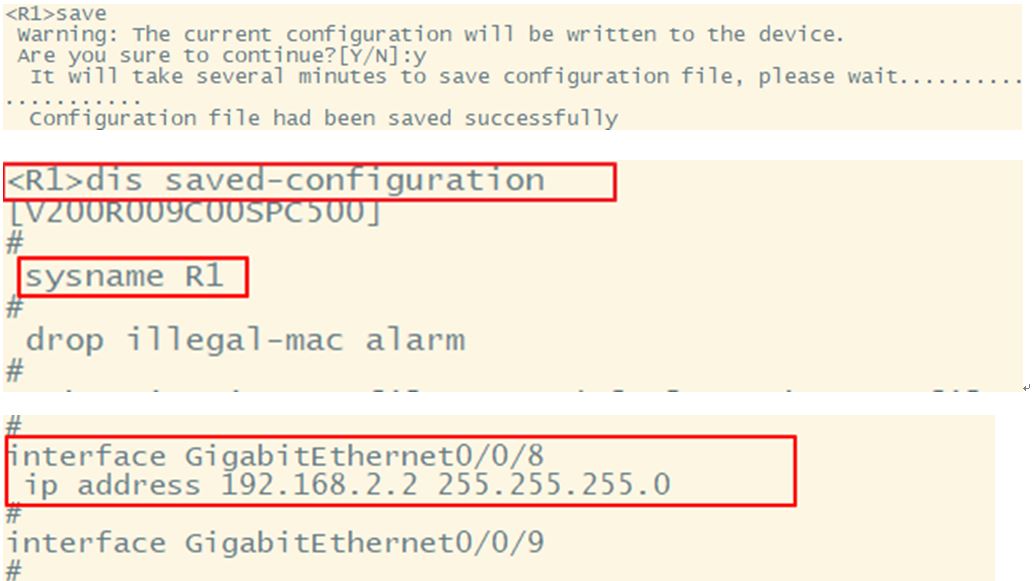 <R1>save
Warning: The current configuration will be written to the device.
Are you sure to continue?[Y/N]:y
It will take several minutes to save configuration file, please wait..........
...........
Configuration file had been saved successfully
<R1>dis saved-configuration
[V200R009C00SPC500]
#
sysname R1
#
drop illegal-mac alarm
#
#
interface GigabitEthernet0/0/8
ip address 192.168.2.2 255.255.255.0
#
interface GigabitEthernet0/0/9
#